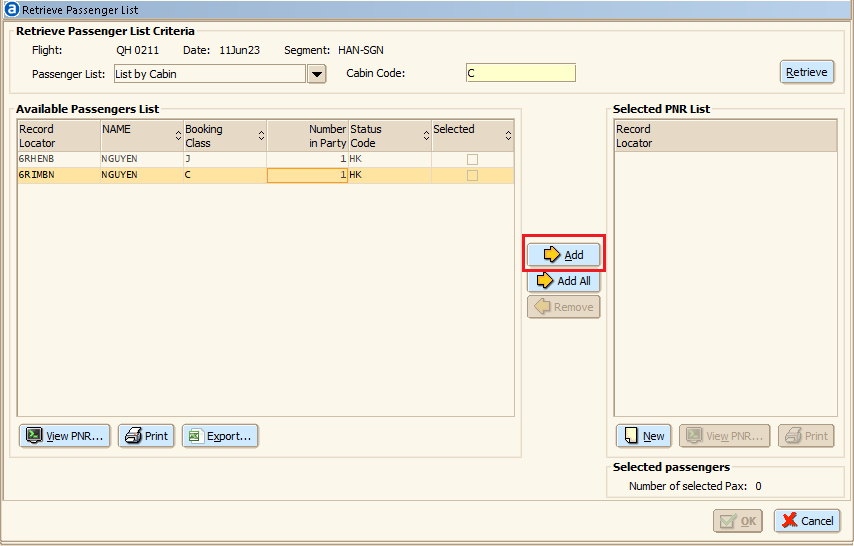 a Retrieve Passenger List
Retrieve Passenger List Criteria
Flight: QH 0211 Date: 11Jun23 Segment: HAN-SGN
Passenger List: List by Cabin Cabin Code: C Retrieve
Available Passengers List
Record Locator NAME Booking Class Number in Party Status Code Selected
6RHENB NGUYEN J 1 HK
6RIMBN NGUYEN C 1 HK
Add
Add All
Remove
View PNR... Print Export...
Selected PNR List
Record
Locator
New View PNR... Print
Selected passengers
Number of selected Pax: 0
OK Cancel